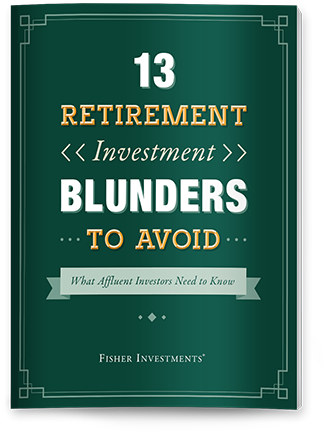 13
RETIREMENT
<< Investment >>
BLUNDERS
··· TO AVOID ···
What Affluent Investors Need to Know
FISHER INVESTMENTS®